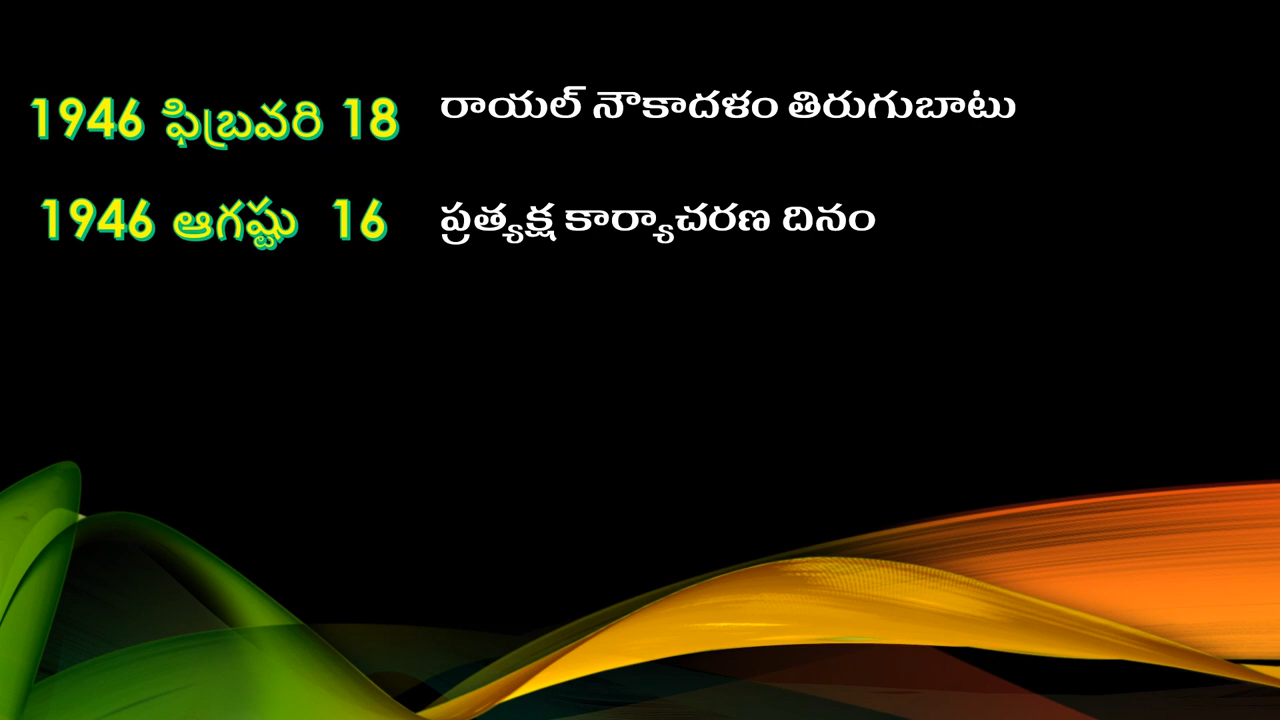 1946 ఫిబ్రవరి 18 రాయల్ నౌకాదళం తిరుగుబాటు
1946 ఆగష్టు 16 ప్రత్యక్ష కార్యాచరణ దినం